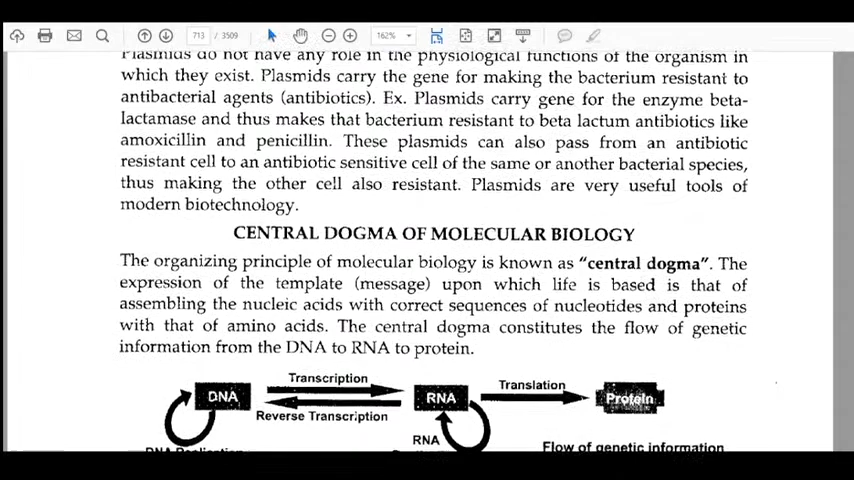 713 / 3509 162%
Plasmids do not have any role in the physiological functions of the organism in
which they exist. Plasmids carry the gene for making the bacterium resistant to
antibacterial agents (antibiotics). Ex. Plasmids carry gene for the enzyme beta-
lactamase and thus makes that bacterium resistant to beta lactum antibiotics like
amoxicillin and penicillin. These plasmids can also pass from an antibiotic
resistant cell to an antibiotic sensitive cell of the same or another bacterial species,
thus making the other cell also resistant. Plasmids are very useful tools of
modern biotechnology.
CENTRAL DOGMA OF MOLECULAR BIOLOGY
The organizing principle of molecular biology is known as "central dogma". The
expression of the template (message) upon which life is based is that of
assembling the nucleic acids with correct sequences of nucleotides and proteins
with that of amino acids. The central dogma constitutes the flow of genetic
information from the DNA to RNA to protein.
Transcription
Translation
DNA
RNA
Protein
Reverse Transcription
RNA
DNA Replication
Flow of genetic information